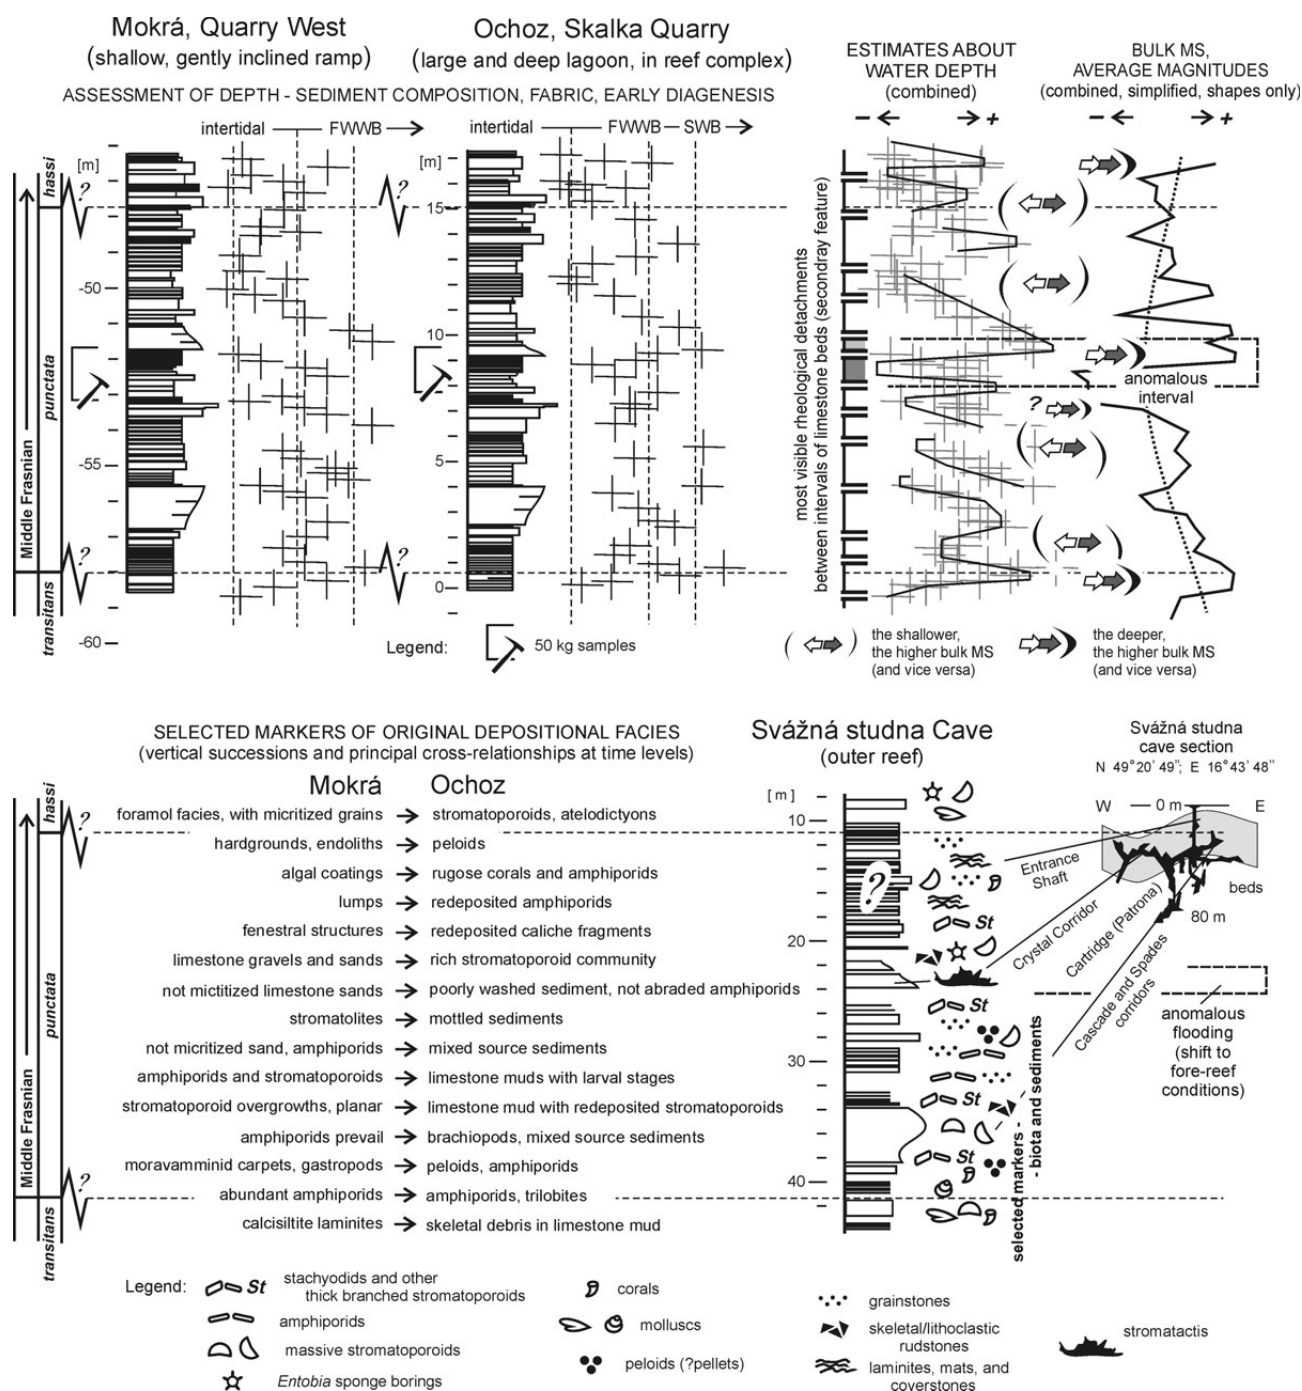 Mokrá, Quarry West
(shallow, gently inclined ramp)
Ochoz, Skalka Quarry
(large and deep lagoon, in reef complex)
ASSESSMENT OF DEPTH - SEDIMENT COMPOSITION, FABRIC, EARLY DIAGENESIS
ESTIMATES ABOUT
WATER DEPTH
(combined)
BULK MS,
AVERAGE MAGNITUDES
(combined, simplified, shapes only)
- +
- +
intertidal FWWB
intertidal FWWB SWB
[m]
[m]
hassi
punctata
transitans
Middle Frasnian
?
?
?
?
-50
-55
-60
15
10
5
0
most visible rheological detachments
between intervals of limestone beds (secondray feature)
anomalous
interval
?
Legend:
50 kg samples
the shallower,
the higher bulk MS
(and vice versa)
the deeper,
the higher bulk MS
(and vice versa)
SELECTED MARKERS OF ORIGINAL DEPOSITIONAL FACIES
(vertical successions and principal cross-relationships at time levels)
Mokrá Ochoz
hassi
punctata
transitans
Middle Frasnian
?
?
foramol facies, with micritized grains → stromatoporoids, atelodictyons
hardgrounds, endoliths → peloids
algal coatings → rugose corals and amphiporids
lumps → redeposited amphiporids
fenestral structures → redeposited caliche fragments
limestone gravels and sands → rich stromatoporoid community
not mictitized limestone sands → poorly washed sediment, not abraded amphiporids
stromatolites → mottled sediments
not micritized sand, amphiporids → mixed source sediments
amphiporids and stromatoporoids → limestone muds with larval stages
stromatoporoid overgrowths, planar → limestone mud with redeposited stromatoporoids
amphiporids prevail → brachiopods, mixed source sediments
moravamminid carpets, gastropods → peloids, amphiporids
abundant amphiporids → amphiporids, trilobites
calcisiltite laminites → skeletal debris in limestone mud
Svážná studna Cave
(outer reef)
[ m ]
10
20
30
40
?
St
St
St
St
selected markers -
- biota and sediments
Svážná studna
cave section
N 49°20' 49"; E 16°43' 48"
W 0 m E
beds
80 m
Entrance
Shaft
Crystal Corridor
Cartridge (Patrona)
Cascade and Spades
corridors
anomalous
flooding
(shift to
fore-reef
conditions)
Legend:
St stachyodids and other
thick branched stromatoporoids
amphiporids
massive stromatoporoids
Entobia sponge borings
corals
molluscs
peloids (?pellets)
grainstones
skeletal/lithoclastic
rudstones
laminites, mats, and
coverstones
stromatactis